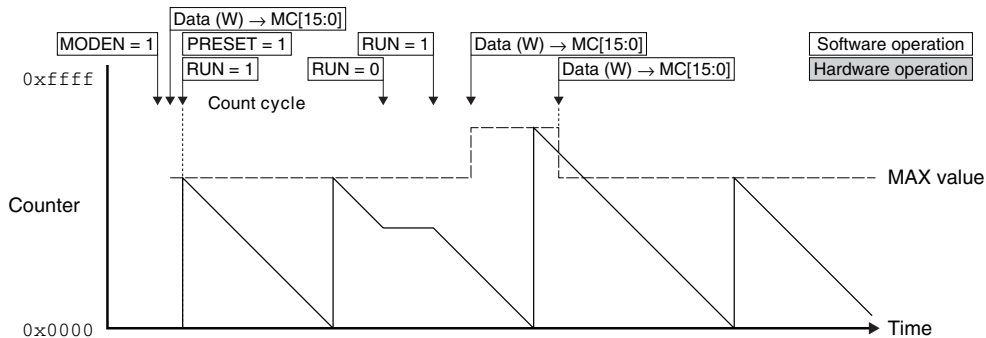 Data (W) → MC[15:0]
MODEN = 1 PRESET = 1 RUN = 1 Data (W) → MC[15:0] Software operation
RUN = 1 RUN = 0 Data (W) → MC[15:0] Hardware operation
0xffff
Count cycle
MAX value
Counter
0x0000 Time